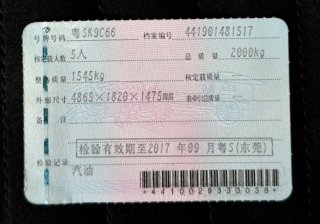 号牌号码 粤SK9C66 档案编号 441901481517
核定载人数 5人 总质量 2000kg
整备质量 1545kg 核定载质量
外廓尺寸 4865×1820×1475mm 准牵引总质量
备注
检验有效期至2017 年09 月粤S(东莞)
检验记录
汽油
*4410029330038*